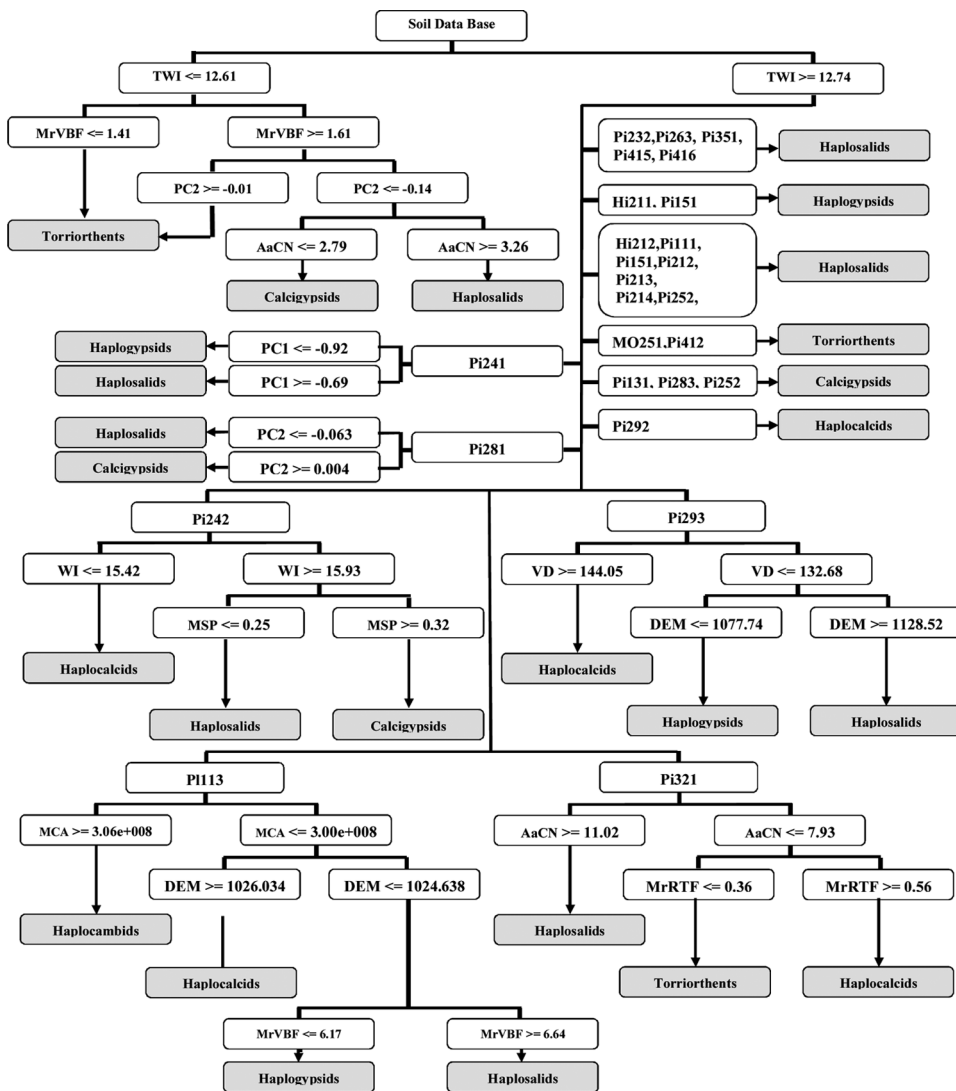 Soil Data Base
TWI <= 12.61
TWI >= 12.74
MrVBF <= 1.41
MrVBF >= 1.61
PC2 >= -0.01
PC2 <= -0.14
Torriorthents
AaCN <= 2.79
AaCN >= 3.26
Calcigypsids
Haplosalids
Pi232,Pi263, Pi351,
Pi415, Pi416
Haplosalids
Hi211, Pi151
Haplogypsids
Hi212,Pi111,
Pi151,Pi212,
Pi213,
Pi214,Pi252,
Haplosalids
MO251,Pi412
Torriorthents
Pi131, Pi283, Pi252
Calcigypsids
Pi292
Haplocalcids
Haplogypsids
PC1 <= -0.92
Haplosalids
PC1 >= -0.69
Pi241
Haplosalids
PC2 <= -0.063
Calcigypsids
PC2 >= 0.004
Pi281
Pi242
Pi293
WI <= 15.42
WI >= 15.93
VD >= 144.05
VD <= 132.68
MSP <= 0.25
MSP >= 0.32
DEM <= 1077.74
DEM >= 1128.52
Haplocalcids
Haplocalcids
Haplosalids
Calcigypsids
Haplogypsids
Haplosalids
Pl113
Pi321
MCA >= 3.06e+008
MCA <= 3.00e+008
AaCN >= 11.02
AaCN <= 7.93
DEM >= 1026.034
DEM <= 1024.638
MrRTF <= 0.36
MrRTF >= 0.56
Haplocambids
Haplosalids
Haplocalcids
Torriorthents
Haplocalcids
MrVBF <= 6.17
MrVBF >= 6.64
Haplogypsids
Haplosalids